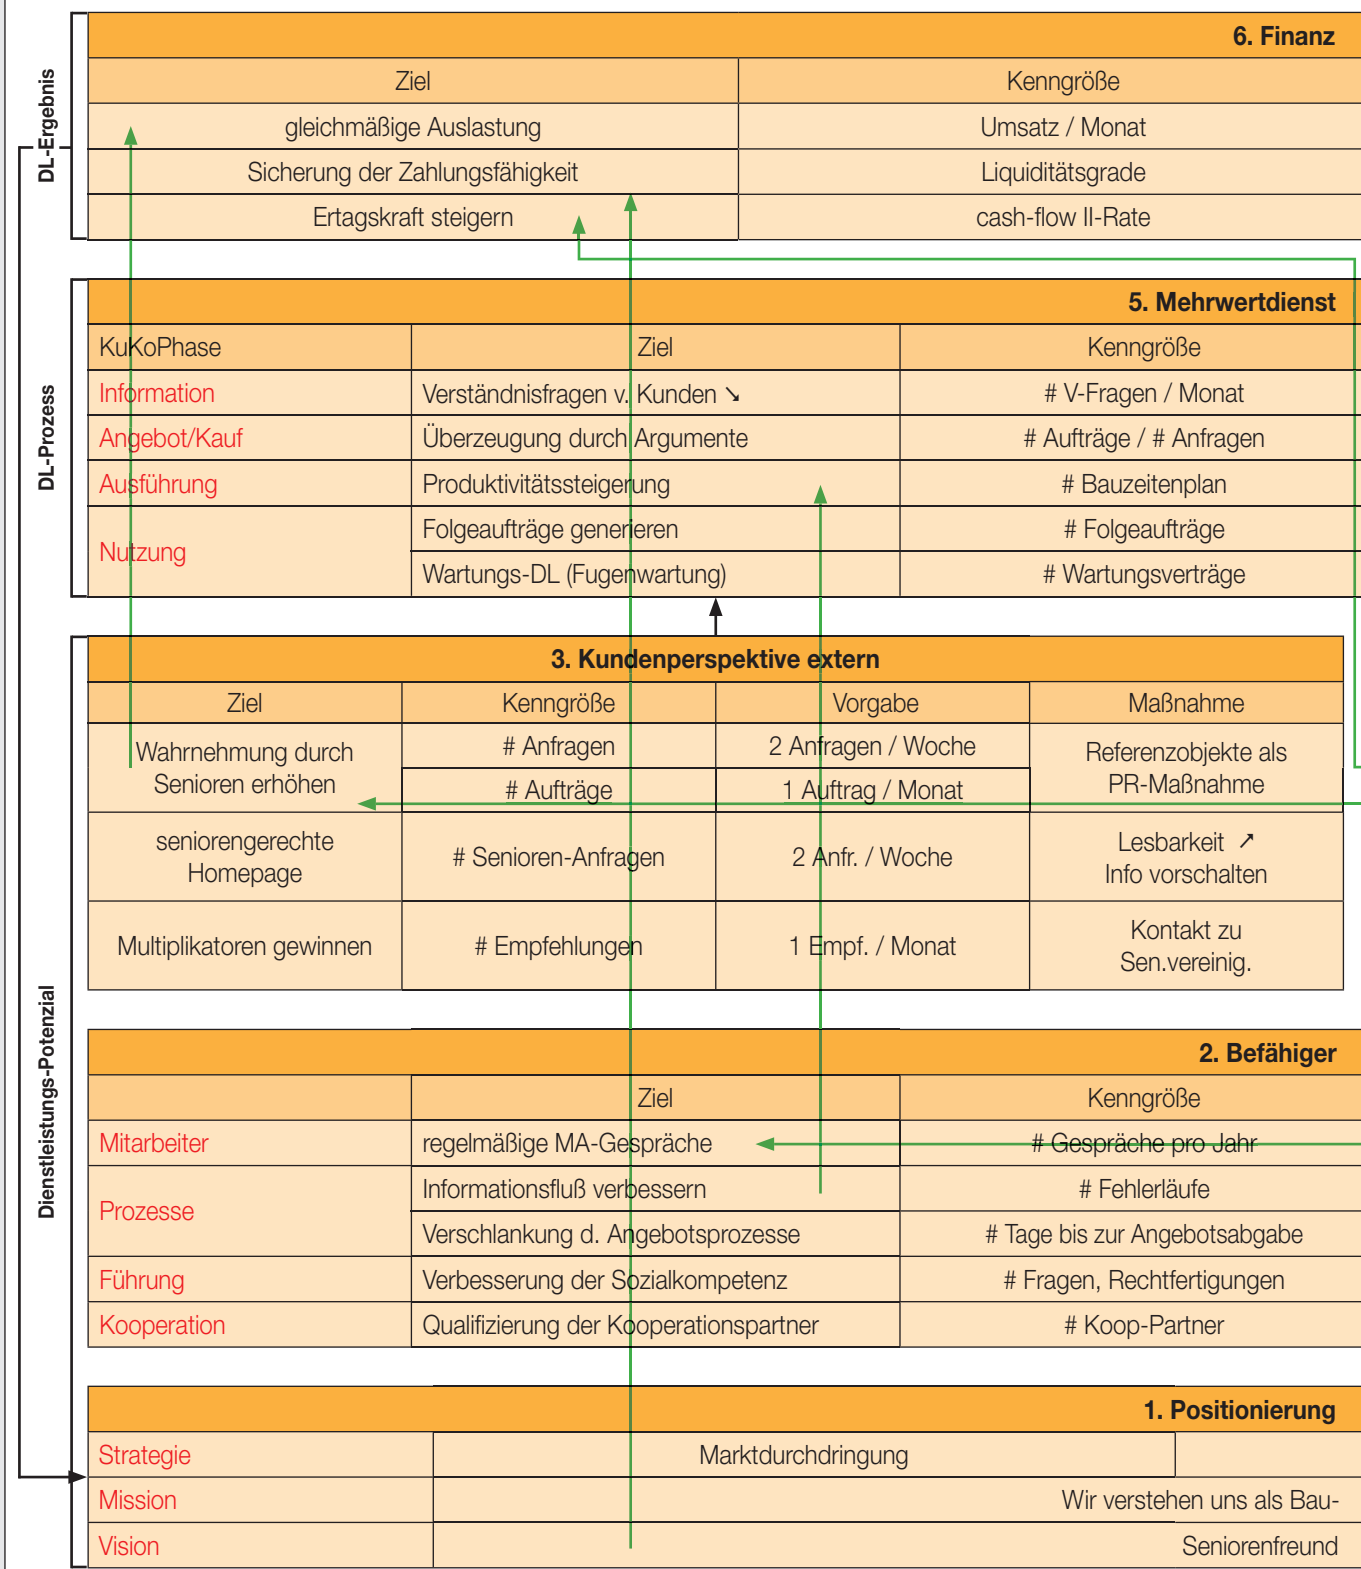 DL-Ergebnis
6. Finanz
Ziel Kenngröße
gleichmäßige Auslastung Umsatz / Monat
Sicherung der Zahlungsfähigkeit Liquiditätsgrade
Ertagskraft steigern cash-flow II-Rate
DL-Prozess
5. Mehrwertdienst
KuKoPhase Ziel Kenngröße
Information Verständnisfragen v. Kunden ➘ # V-Fragen / Monat
Angebot/Kauf Überzeugung durch Argumente # Aufträge / # Anfragen
Ausführung Produktivitätssteigerung # Bauzeitenplan
Nutzung
Folgeaufträge generieren # Folgeaufträge
Wartungs-DL (Fugenwartung) # Wartungsverträge
Dienstleistungs-Potenzial
3. Kundenperspektive extern
Ziel Kenngröße Vorgabe Maßnahme
Wahrnehmung durch
Senioren erhöhen
# Anfragen 2 Anfragen / Woche
# Aufträge 1 Auftrag / Monat
Referenzobjekte als
PR-Maßnahme
seniorengerechte
Homepage
# Senioren-Anfragen 2 Anfr. / Woche
Lesbarkeit ➚
Info vorschalten
Multiplikatoren gewinnen # Empfehlungen 1 Empf. / Monat
Kontakt zu
Sen.vereinig.
2. Befähiger
Ziel Kenngröße
Mitarbeiter regelmäßige MA-Gespräche # Gespräche pro Jahr
Prozesse
Informationsfluß verbessern # Fehlerläufe
Verschlankung d. Angebotsprozesse # Tage bis zur Angebotsabgabe
Führung Verbesserung der Sozialkompetenz # Fragen, Rechtfertigungen
Kooperation Qualifizierung der Kooperationspartner # Koop-Partner
1. Positionierung
Strategie Marktdurchdringung
Mission Wir verstehen uns als Bau-
Vision Seniorenfreund